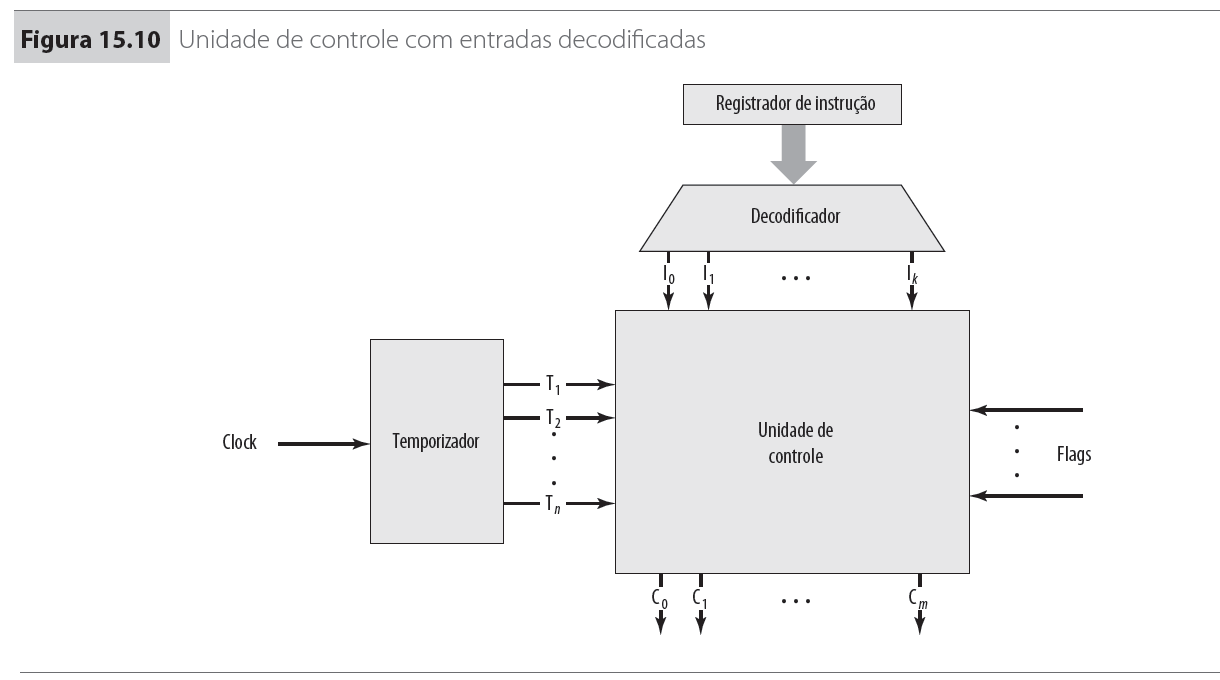 Figura 15.10 Unidade de controle com entradas decodificadas
Registrador de instrução
Decodificador
I0 I1 ... Ik
T1
T2
Tn
Clock
Temporizador
Unidade de
controle
Flags
C0 C1 ... Cm